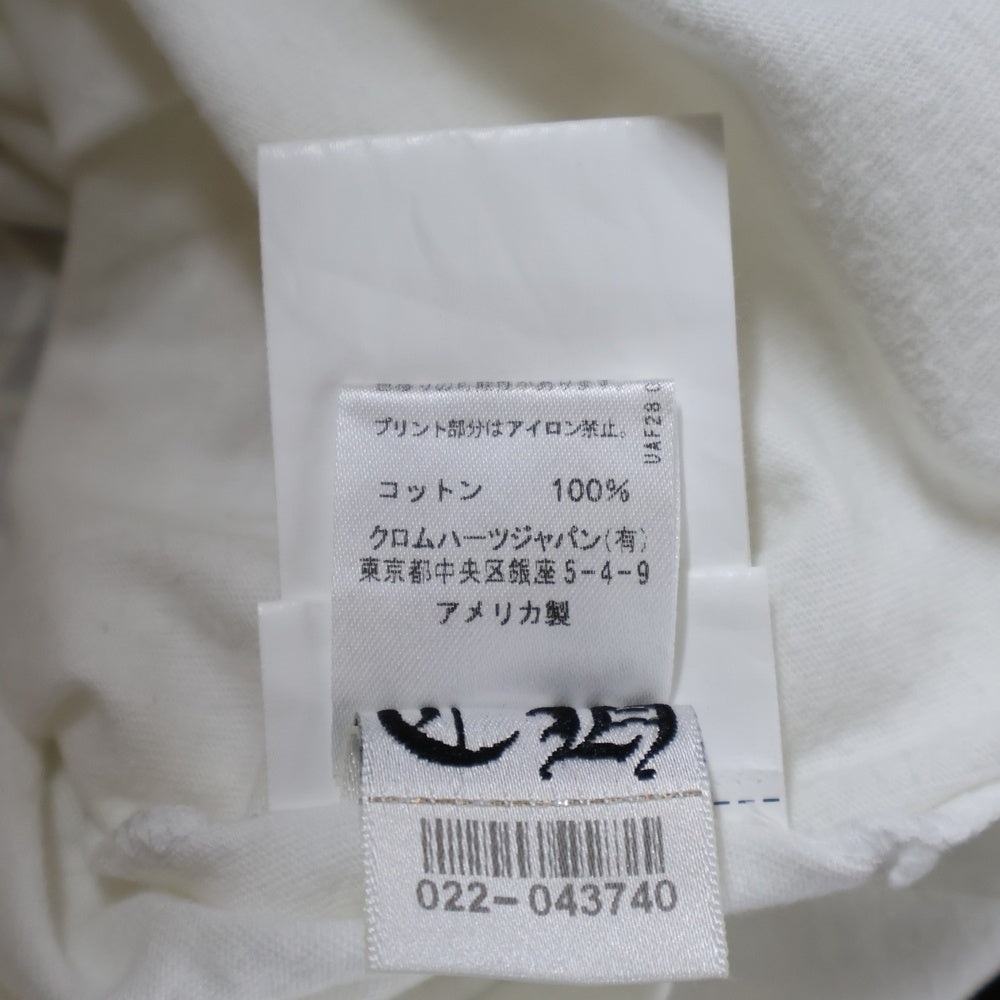 プリント部分はアイロン禁止。
コットン 100%
クロムハーツジャパン(有)
東京都中央区銀座5-4-9
アメリカ製
UAF28
022-043740